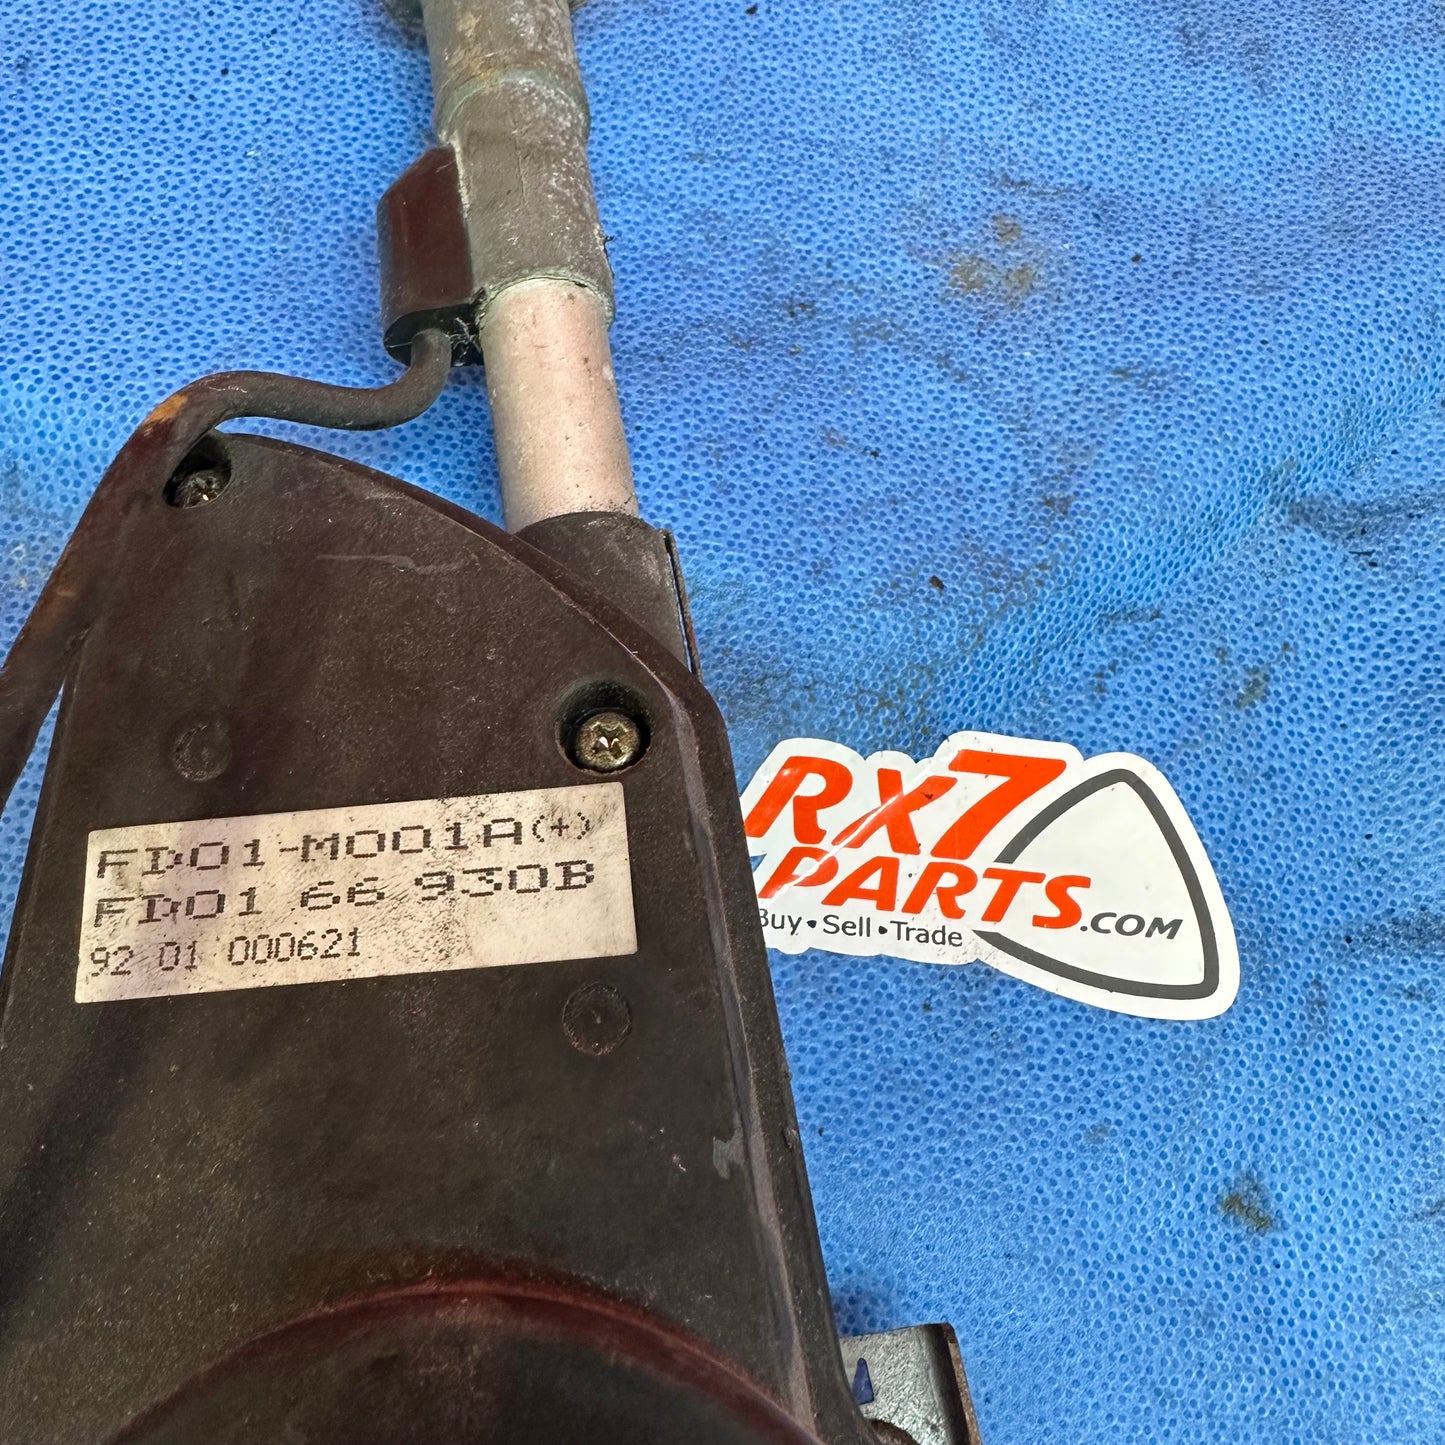 FD01-M001A(+)
FD01 66 930B
92 01 000621
RX7
PARTS.COM
Buy • Sell • Trade